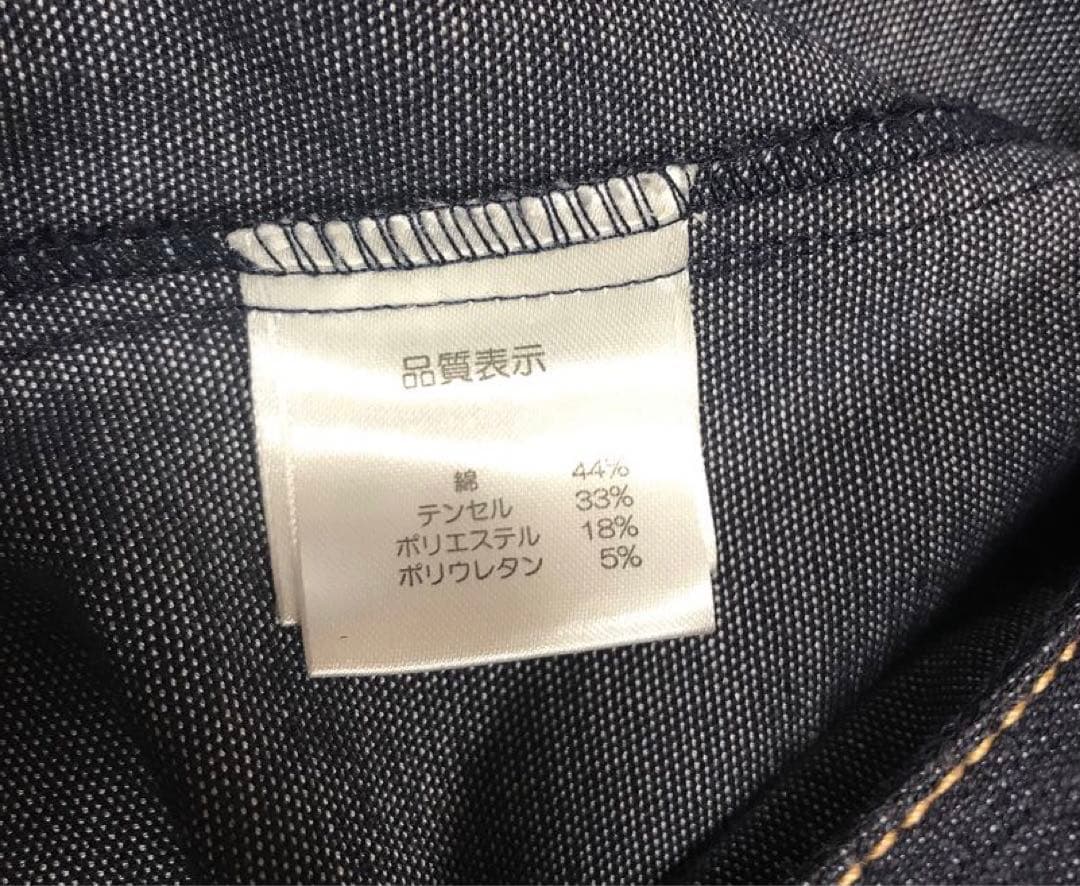 品質表示
綿 44%
テンセル 33%
ポリエステル 18%
ポリウレタン 5%